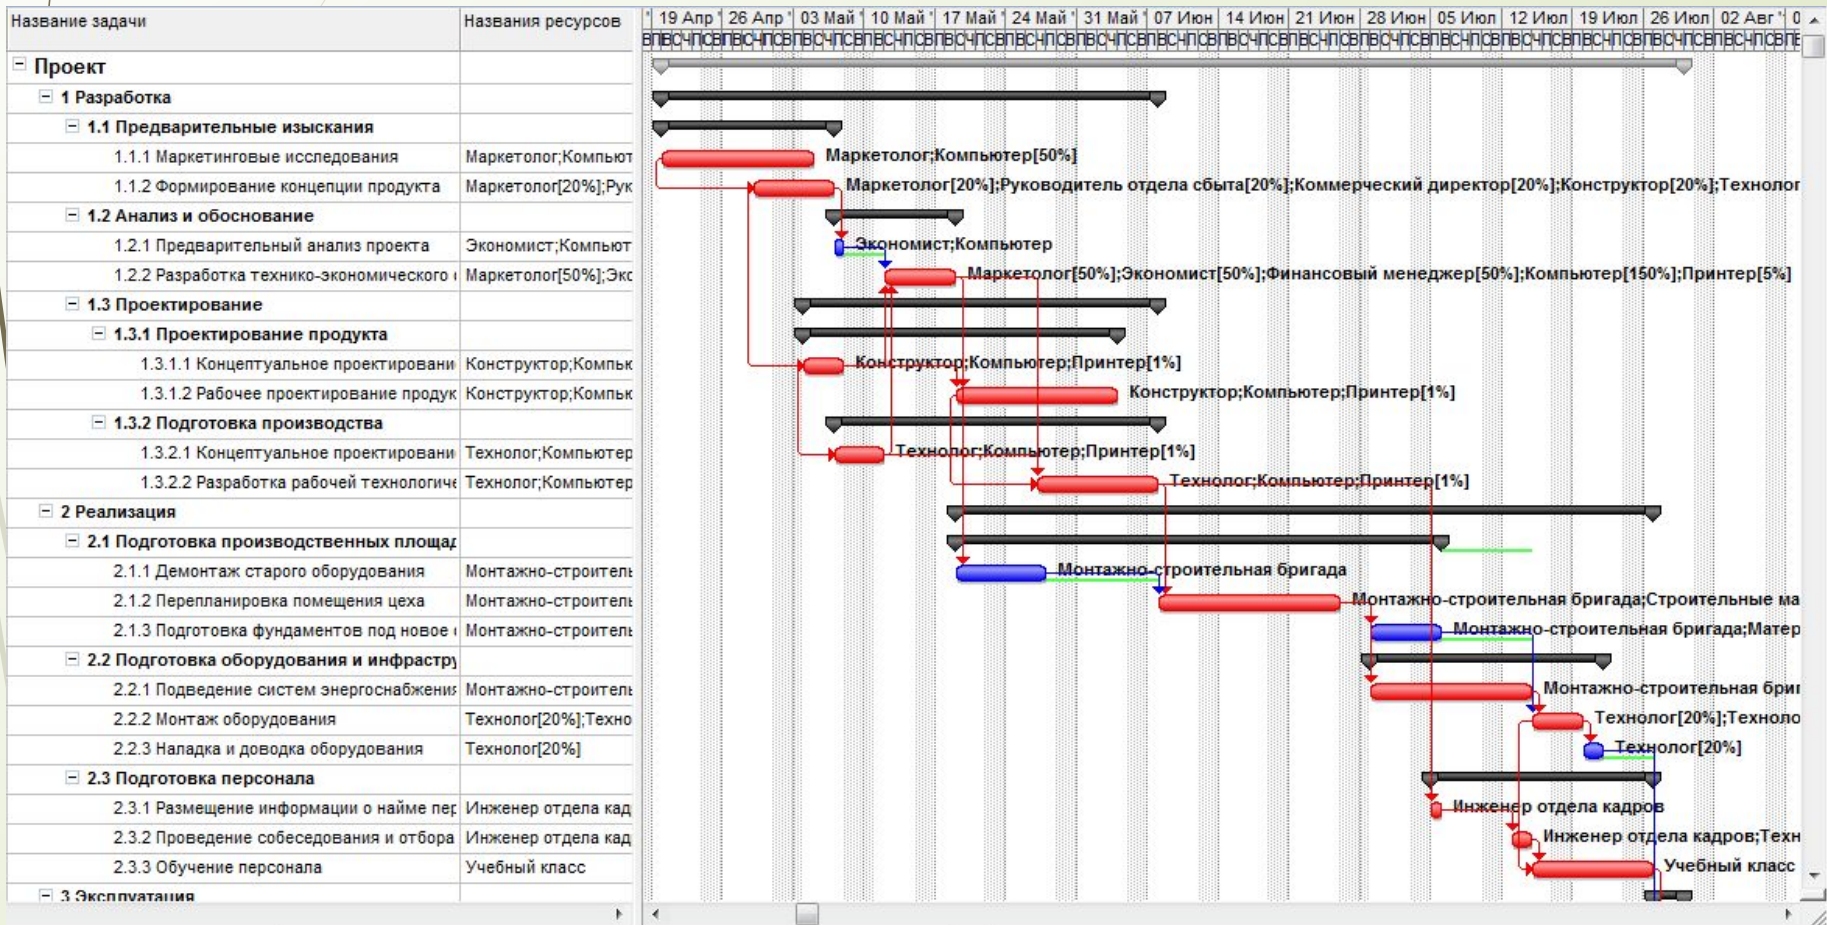 Название задачи Названия ресурсов ' 19 Апр ' 26 Апр ' 03 Май ' 10 Май ' 17 Май ' 24 Май ' 31 Май ' 07 Июн 14 Июн 21 Июн 28 Июн 05 Июл 12 Июл 19 Июл 26 Июл 02 Авг '
Проект
1 Разработка
1.1 Предварительные изыскания
1.1.1 Маркетинговые исследования Маркетолог;Компьют Маркетолог;Компьютер[50%]
1.1.2 Формирование концепции продукта Маркетолог[20%];Рук Маркетолог[20%];Руководитель отдела сбыта[20%];Коммерческий директор[20%];Конструктор[20%];Технолог
1.2 Анализ и обоснование
1.2.1 Предварительный анализ проекта Экономист;Компьют Экономист;Компьютер
1.2.2 Разработка технико-экономического Маркетолог[50%];Экс Маркетолог[50%];Экономист[50%];Финансовый менеджер[50%];Компьютер[150%];Принтер[5%]
1.3 Проектирование
1.3.1 Проектирование продукта
1.3.1.1 Концептуальное проектировани Конструктор;Компьк Конструктор;Компьютер;Принтер[1%]
1.3.1.2 Рабочее проектирование продук Конструктор;Компьк Конструктор;Компьютер;Принтер[1%]
1.3.2 Подготовка производства
1.3.2.1 Концептуальное проектировани Технолог;Компьютер Технолог;Компьютер;Принтер[1%]
1.3.2.2 Разработка рабочей технологиче Технолог;Компьютер Технолог;Компьютер;Принтер[1%]
2 Реализация
2.1 Подготовка производственных площад
2.1.1 Демонтаж старого оборудования Монтажно-строитель Монтажно-строительная бригада
2.1.2 Перепланировка помещения цеха Монтажно-строитель Монтажно-строительная бригада;Строительные ма
2.1.3 Подготовка фундаментов под новое Монтажно-строитель Монтажно-строительная бригада;Матер
2.2 Подготовка оборудования и инфрастру
2.2.1 Подведение систем энергоснабжения Монтажно-строитель Монтажно-строительная бриг
2.2.2 Монтаж оборудования Технолог[20%];Техно Технолог[20%];Техноло
2.2.3 Наладка и доводка оборудования Технолог[20%] Технолог[20%]
2.3 Подготовка персонала
2.3.1 Размещение информации о найме пер Инженер отдела кад Инженер отдела кадров
2.3.2 Проведение собеседования и отбора Инженер отдела кад Инженер отдела кадров;Техн
2.3.3 Обучение персонала Учебный класс Учебный класс
3 Эксплуатация